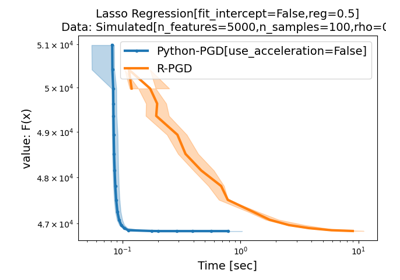 Lasso Regression[fit_intercept=False,reg=0.5]
Data: Simulated[n_features=5000,n_samples=100,rho=0
Python-PGD[use_acceleration=False]
R-PGD
value: F(x)
5.1 × 10⁴
5 × 10⁴
4.9 × 10⁴
4.8 × 10⁴
4.7 × 10⁴
10⁻¹
10⁰
10¹
Time [sec]